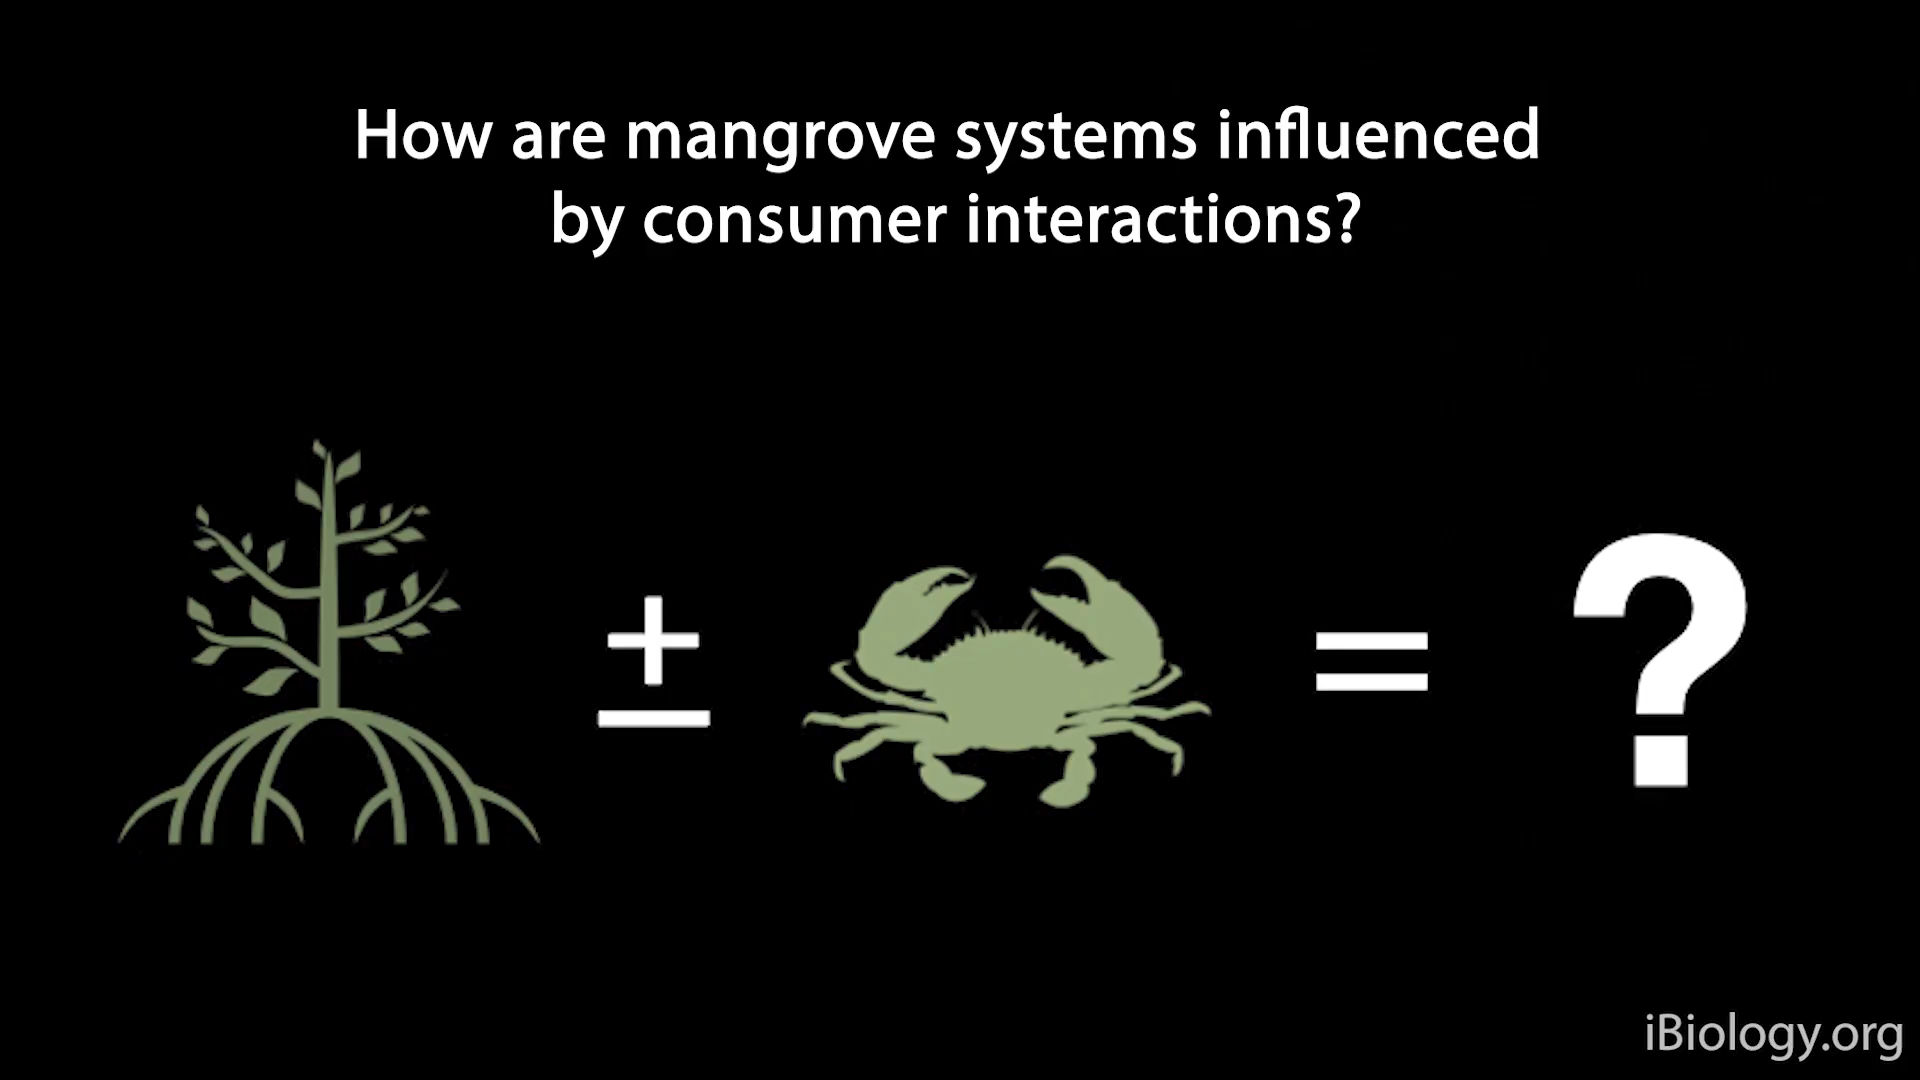 How are mangrove systems influenced
by consumer interactions?
± = ?
iBiology.org